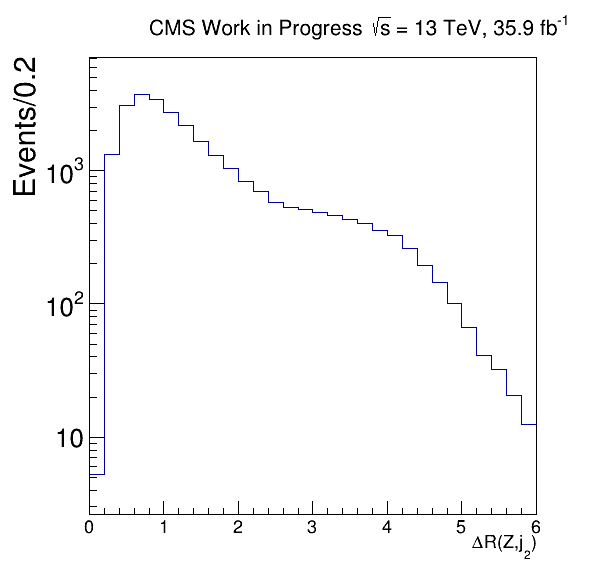 CMS Work in Progress √s = 13 TeV, 35.9 fb⁻¹
Events/0.2
10³
10²
10
0 1 2 3 4 5 6
ΔR(Z,j₂)